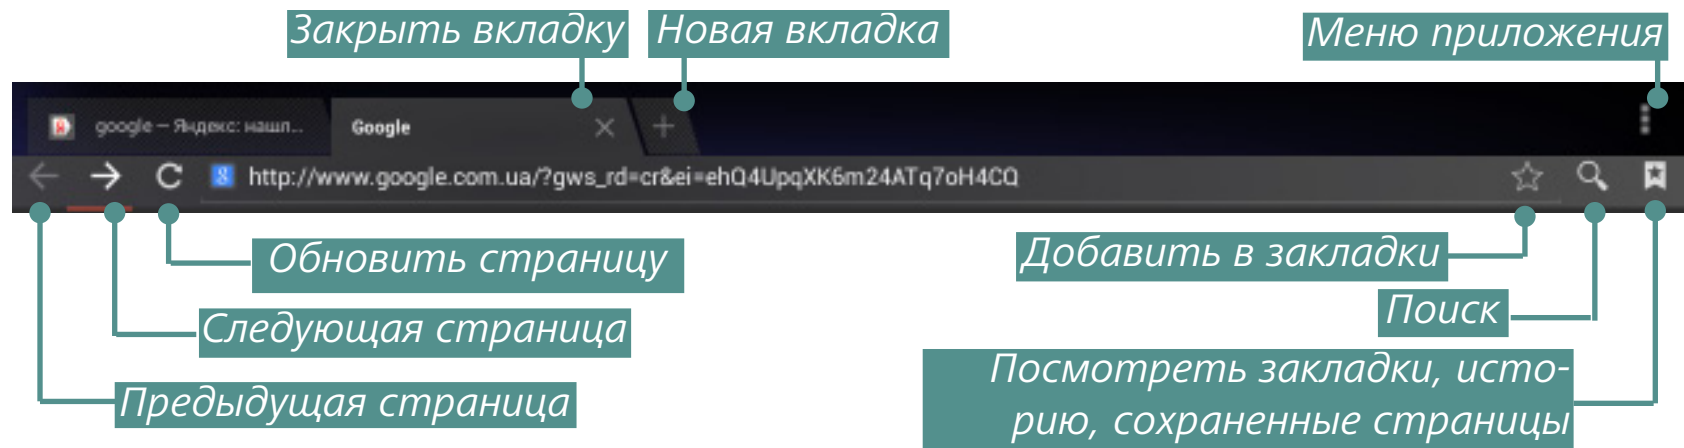 Закрыть вкладку
Новая вкладка
Меню приложения
google – Яндекс: нашл...
Google
http://www.google.com.ua/?gws_rd=cr&ei=ehQ4UpqXK6m24ATq7oH4CQ
Обновить страницу
Добавить в закладки
Следующая страница
Поиск
Предыдущая страница
Посмотреть закладки, исто-
рию, сохраненные страницы